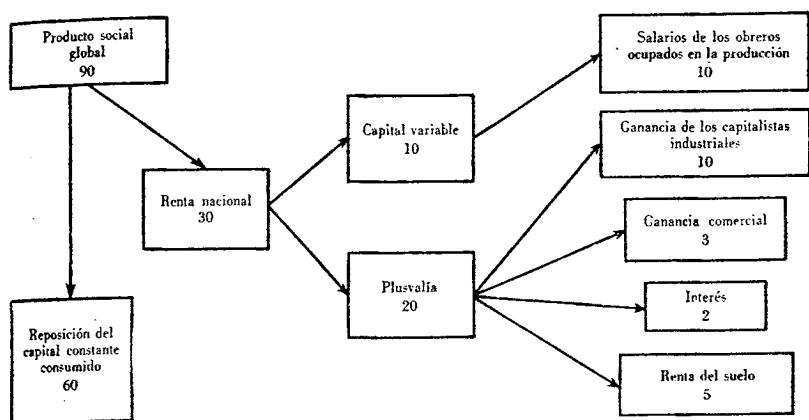 Producto social
global
90
Renta nacional
30
Reposición del
capital constante
consumido
60
Capital variable
10
Plusvalía
20
Salarios de los obreros
ocupados en la producción
10
Ganancia de los capitalistas
industriales
10
Ganancia comercial
3
Interés
2
Renta del suelo
5